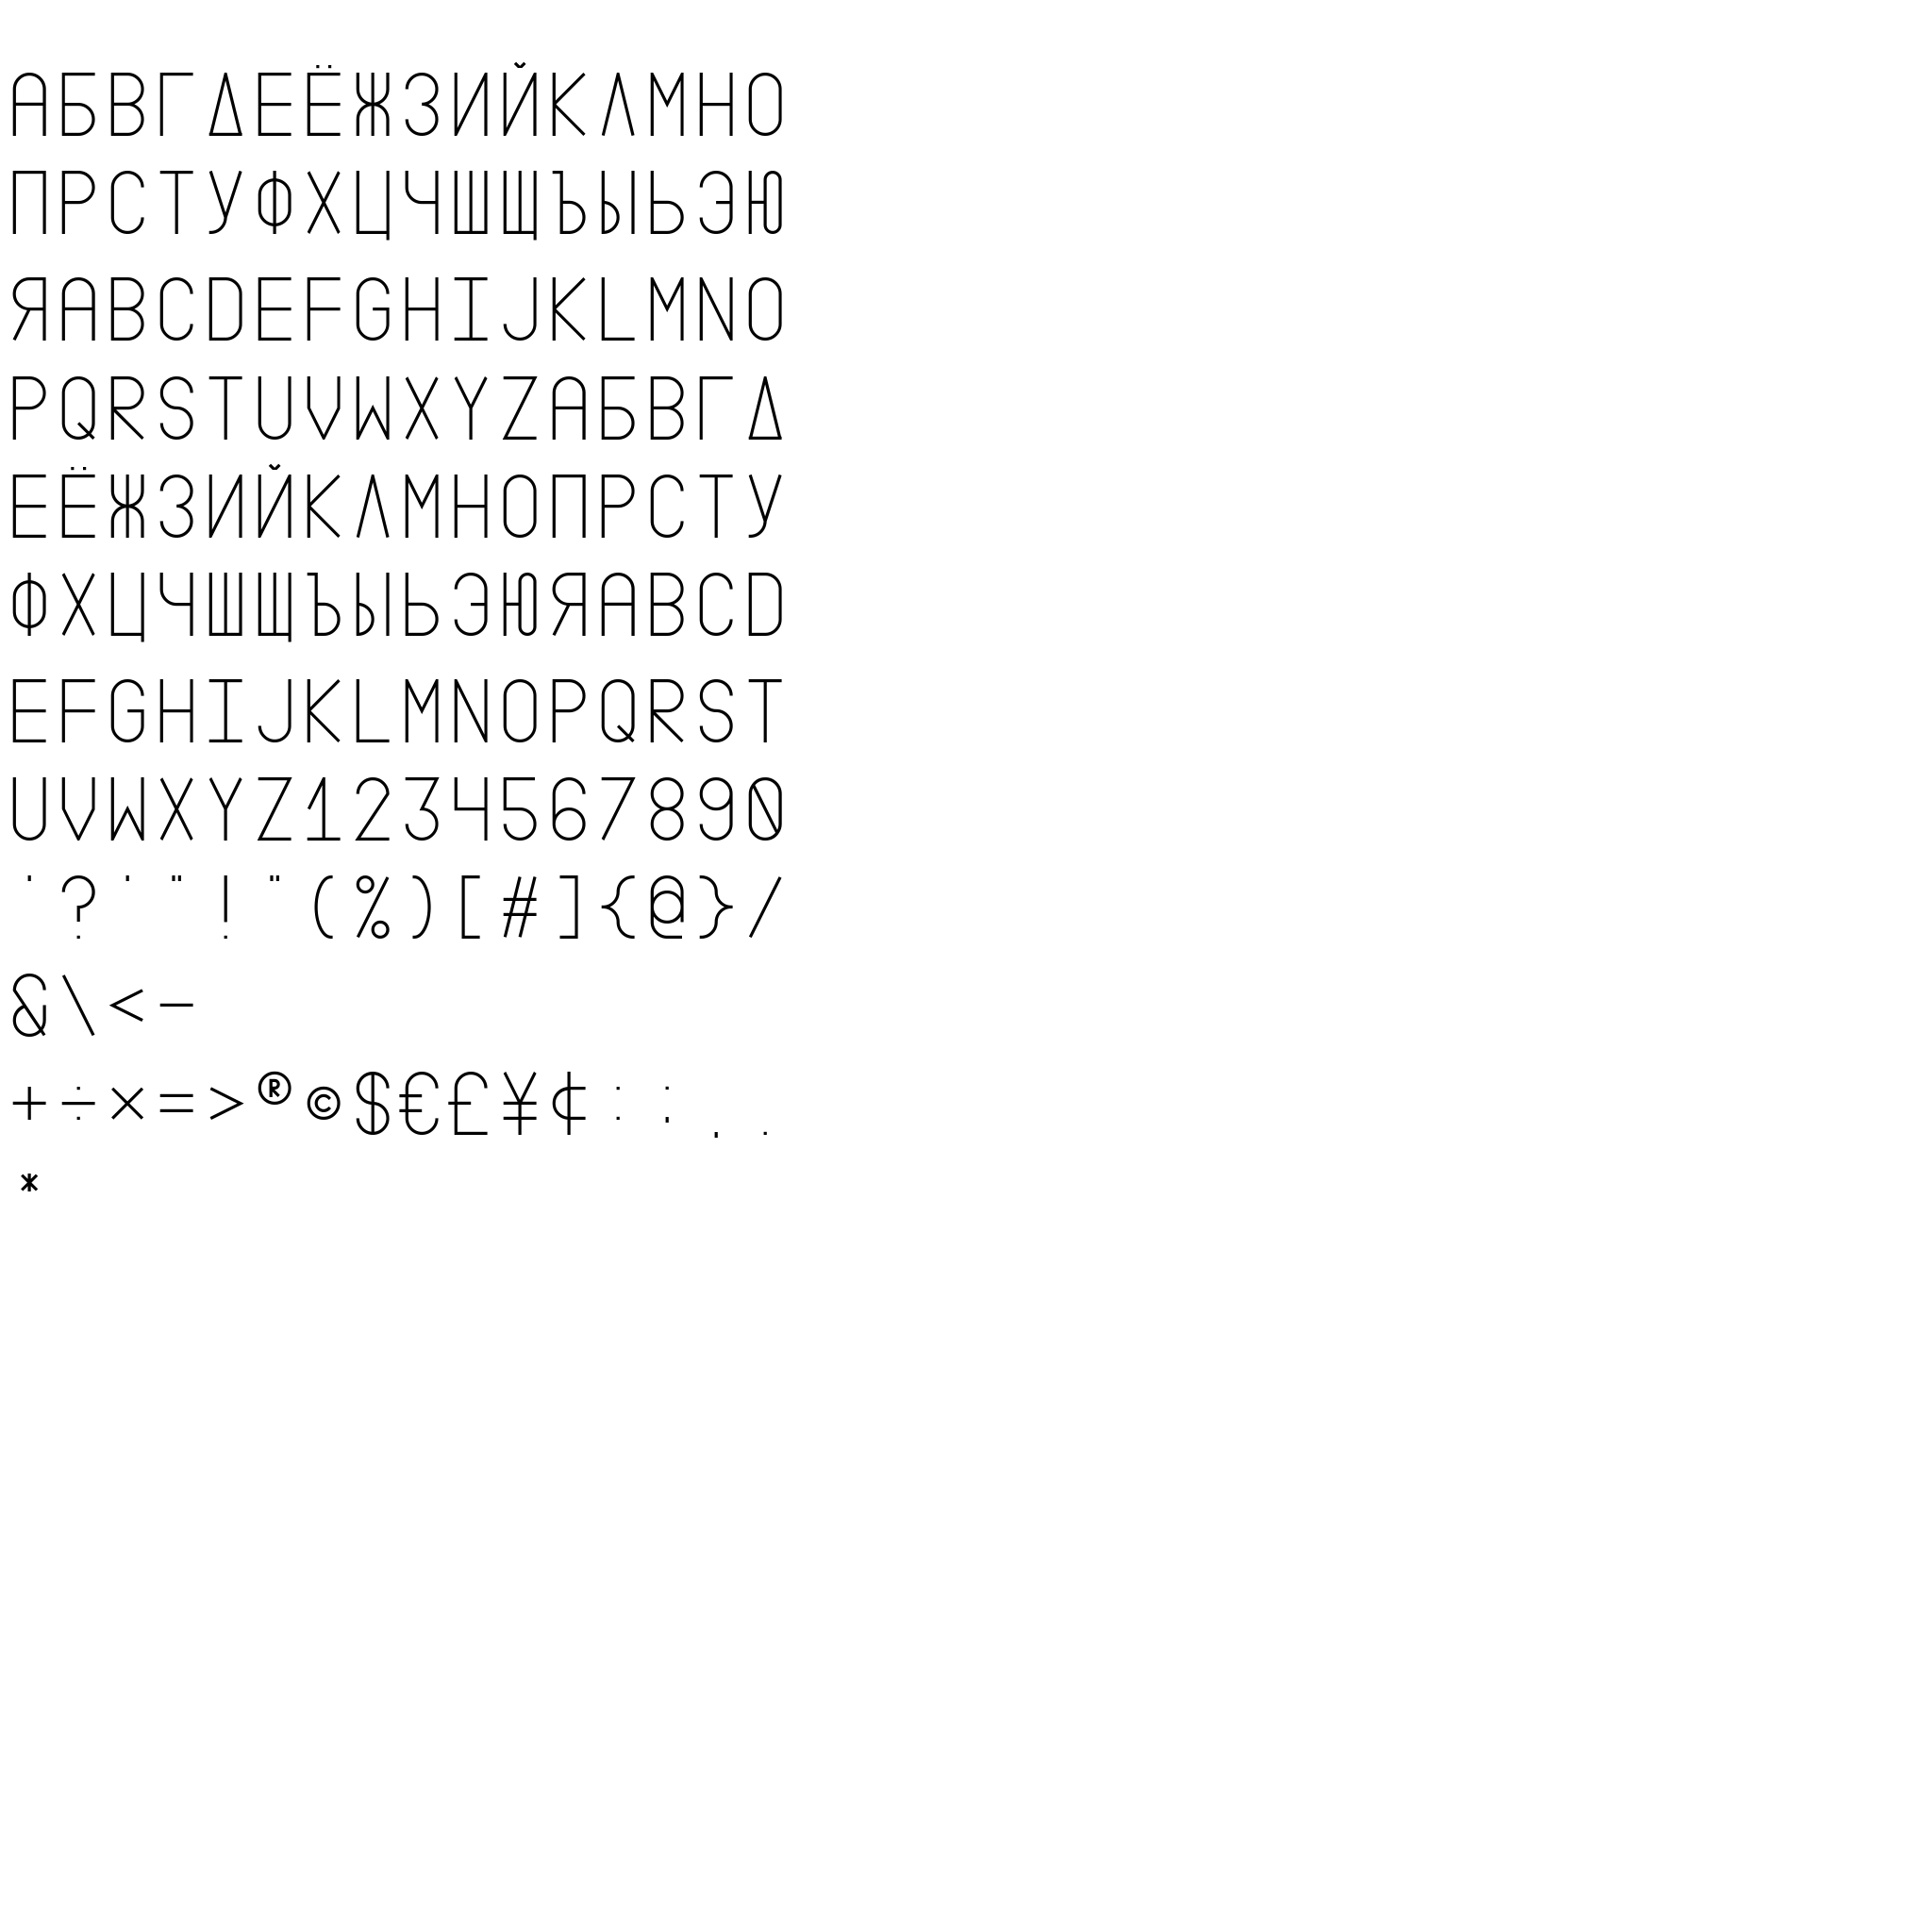 АБВГДЕЁЖЗИЙКЛМНО
ПРСТУФХЦЧШЩЪЫЬЭЮ
ЯABCDEFGHIJKLMNO
PQRSTUVWXYZАБВГД
ЕЁЖЗИЙКЛМНОПРСТУ
ФХЦЧШЩЪЫЬЭЮЯABCD
EFGHIJKLMNOPQRST
UVWXYZ1234567890
'?'"!"(%)[#]{@}/
&\<-
+÷×=>®©$€£¥¢:;,.
*